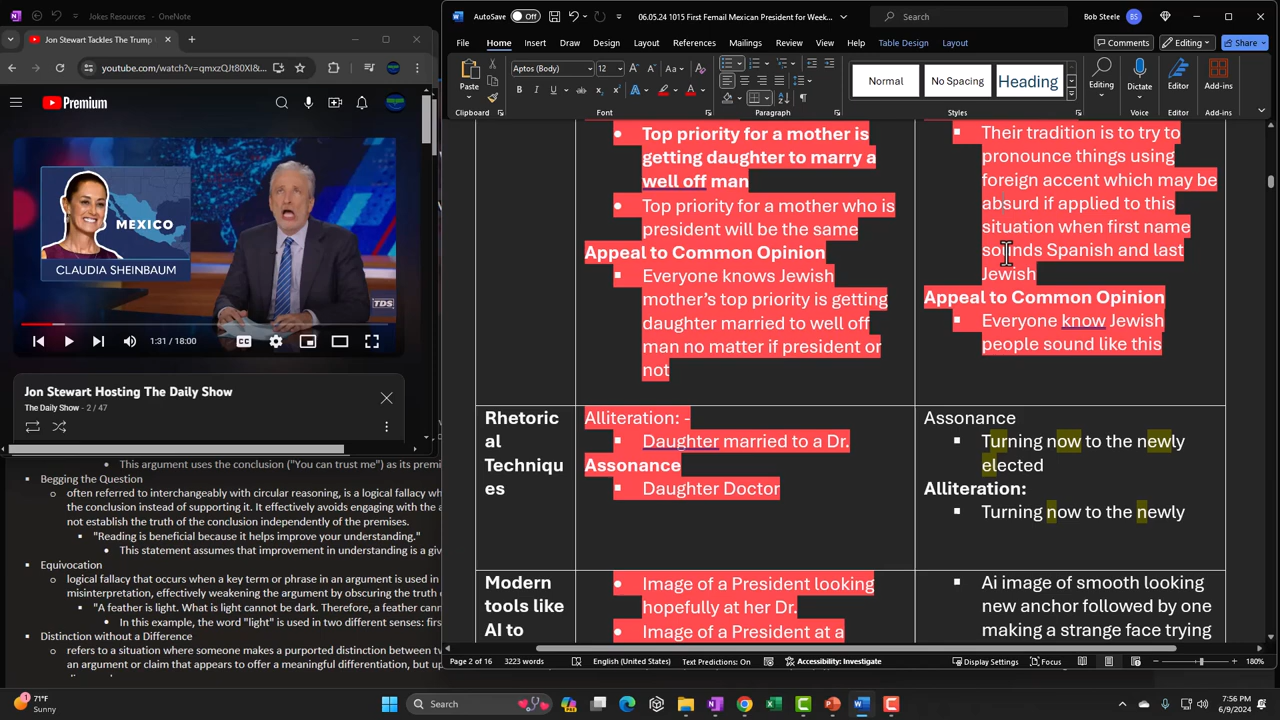 Jokes Resources - OneNote
Jon Stewart Tackles The Trump
youtube.com/watch?v=qmxzQJt80XI&...
Premium
MEXICO
CLAUDIA SHEINBAUM
TDS
1:31 / 18:00
CC
Jon Stewart Hosting The Daily Show
The Daily Show - 2 / 47
This argument uses the conclusion ("You can trust me") as its premi
Begging the Question
often referred to interchangeably with circular reasoning, is a logical fallacy wh
the conclusion instead of supporting it. It effectively avoids engaging with the
not establish the truth of the conclusion independently of the premises.
"Reading is beneficial because it helps improve your understanding."
This statement assumes that improvement in understanding
Equivocation
logical fallacy that occurs when a key term or phrase in an argument is used in
misinterpretation, effectively weakening the argument by obscuring the truth
"A feather is light. What is light cannot be dark. Therefore, a feather canno
In this example, the word "light" is used in two different senses: first
Distinction without a Difference
refers to a situation where someone makes a purported distinction between t
an argument or claim that appears to offer a meaningful differentiation, but u
AutoSave Off
06.05.24 1015 First Femail Mexican President for Week...
Search
Bob Steele BS
File Home Insert Draw Design Layout References Mailings Review View Help Table Design Layout
Comments Editing Share
Paste
Clipboard
Aptos (Body) 12
Font
Paragraph
Normal No Spacing Heading
Styles
Editing
Dictate
Voice
Editor
Editor
Add-ins
Add-ins
Top priority for a mother is
getting daughter to marry a
well off man
Top priority for a mother who is
president will be the same
Appeal to Common Opinion
Everyone knows Jewish
mother's top priority is getting
daughter married to well off
man no matter if president or
not
Their tradition is to try to
pronounce things using
foreign accent which may be
absurd if applied to this
situation when first name
sounds Spanish and last
Jewish
Appeal to Common Opinion
Everyone know Jewish
people sound like this
Rhetoric
al
Techniqu
es
Alliteration: -
Daughter married to a Dr.
Assonance
Daughter Doctor
Assonance
Turning now to the newly
elected
Alliteration:
Turning now to the newly
Modern
tools like
AI to
Image of a President looking
hopefully at her Dr.
Image of a President at a
Ai image of smooth looking
new anchor followed by one
making a strange face trying
Page 2 of 16 3223 words English (United States) Text Predictions: On Accessibility: Investigate Display Settings Focus 180%
71°F
Sunny
Search
7:56 PM
6/9/2024